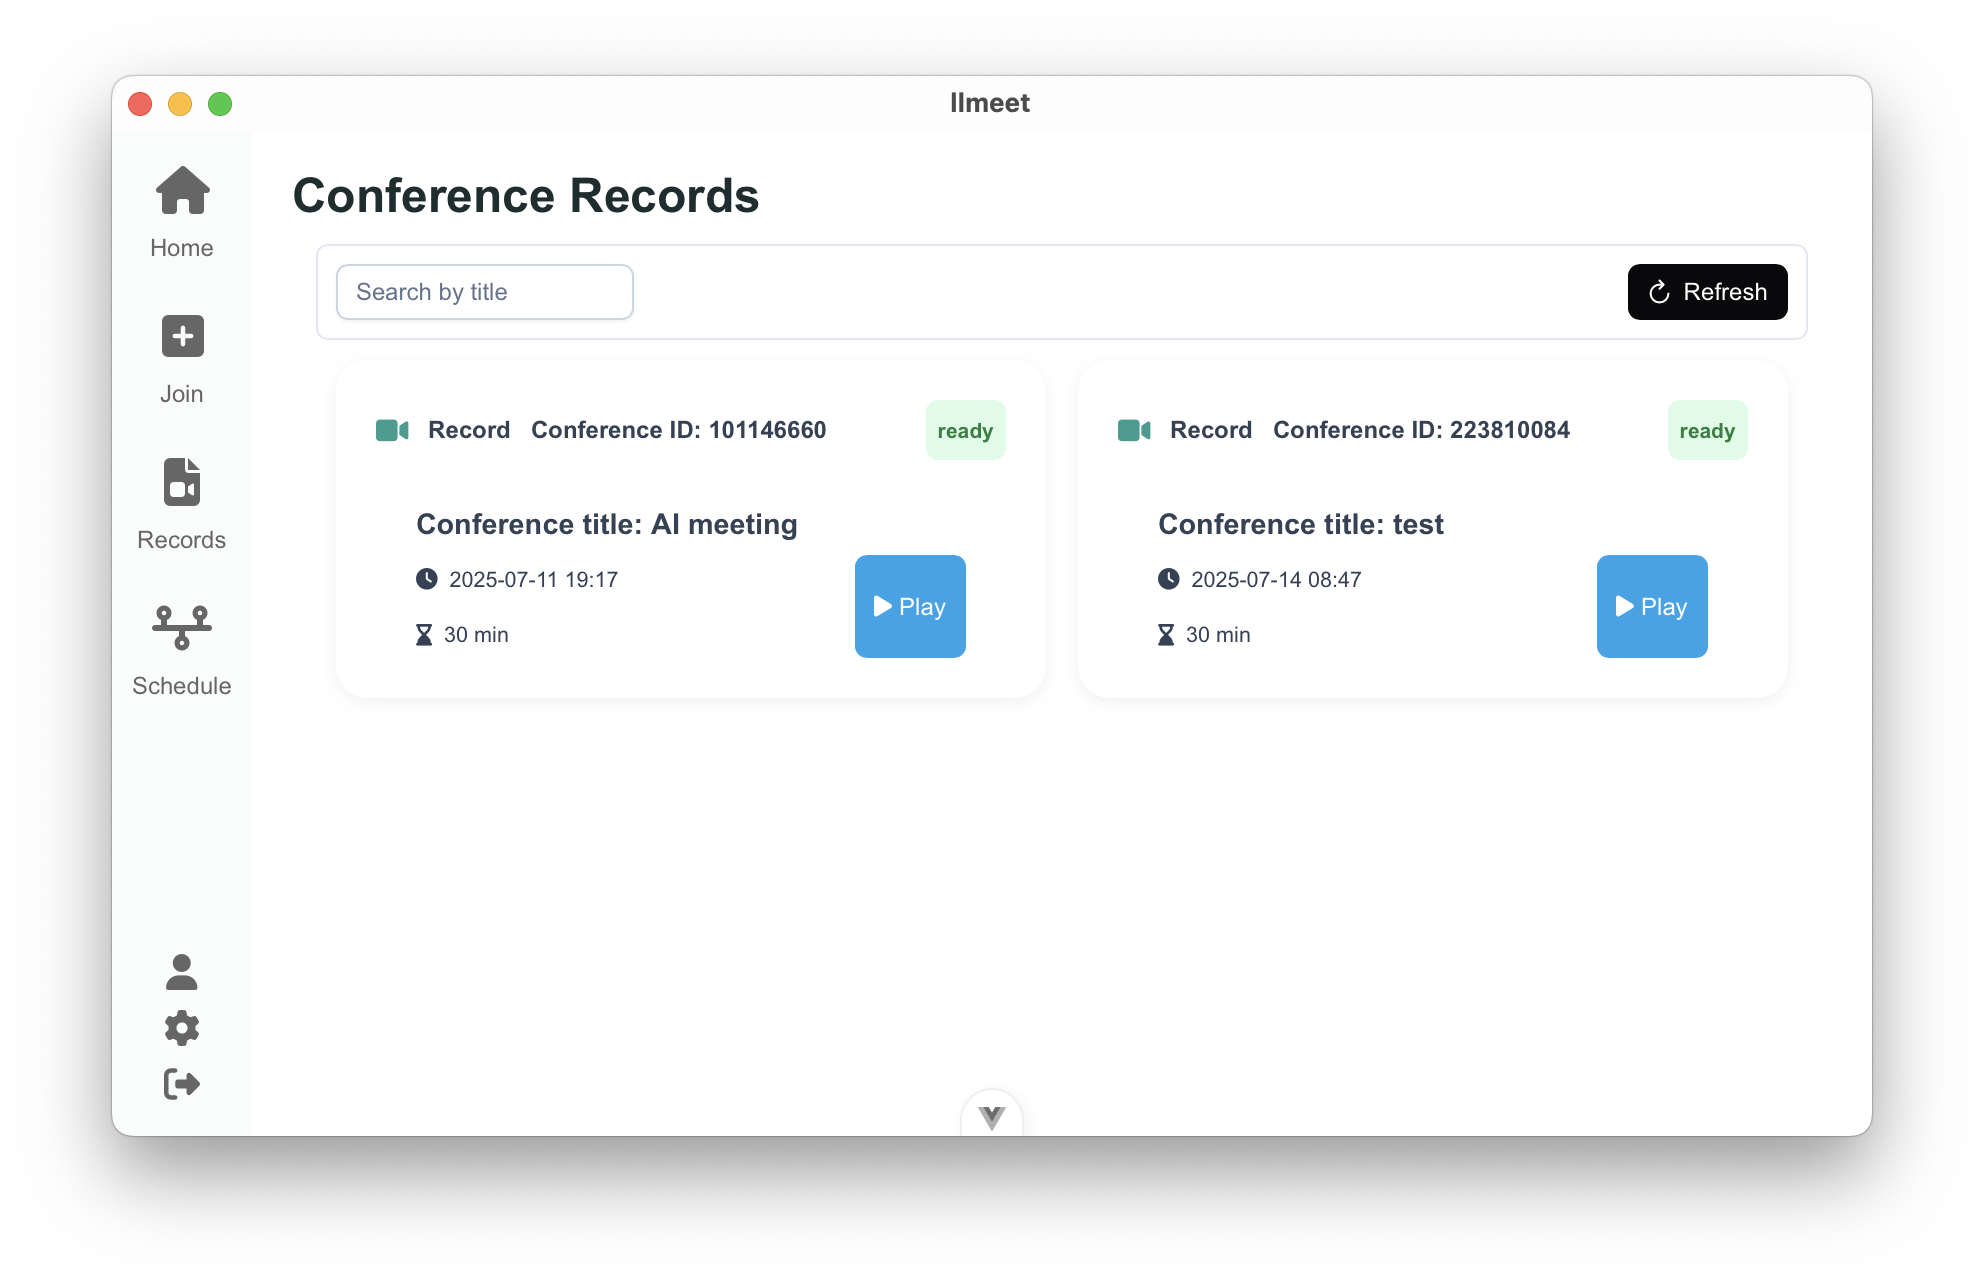 llmeet
Home
Join
Records
Schedule
Conference Records
Search by title
Refresh
Record Conference ID: 101146660 ready
Conference title: AI meeting
2025-07-11 19:17
30 min
Play
Record Conference ID: 223810084 ready
Conference title: test
2025-07-14 08:47
30 min
Play